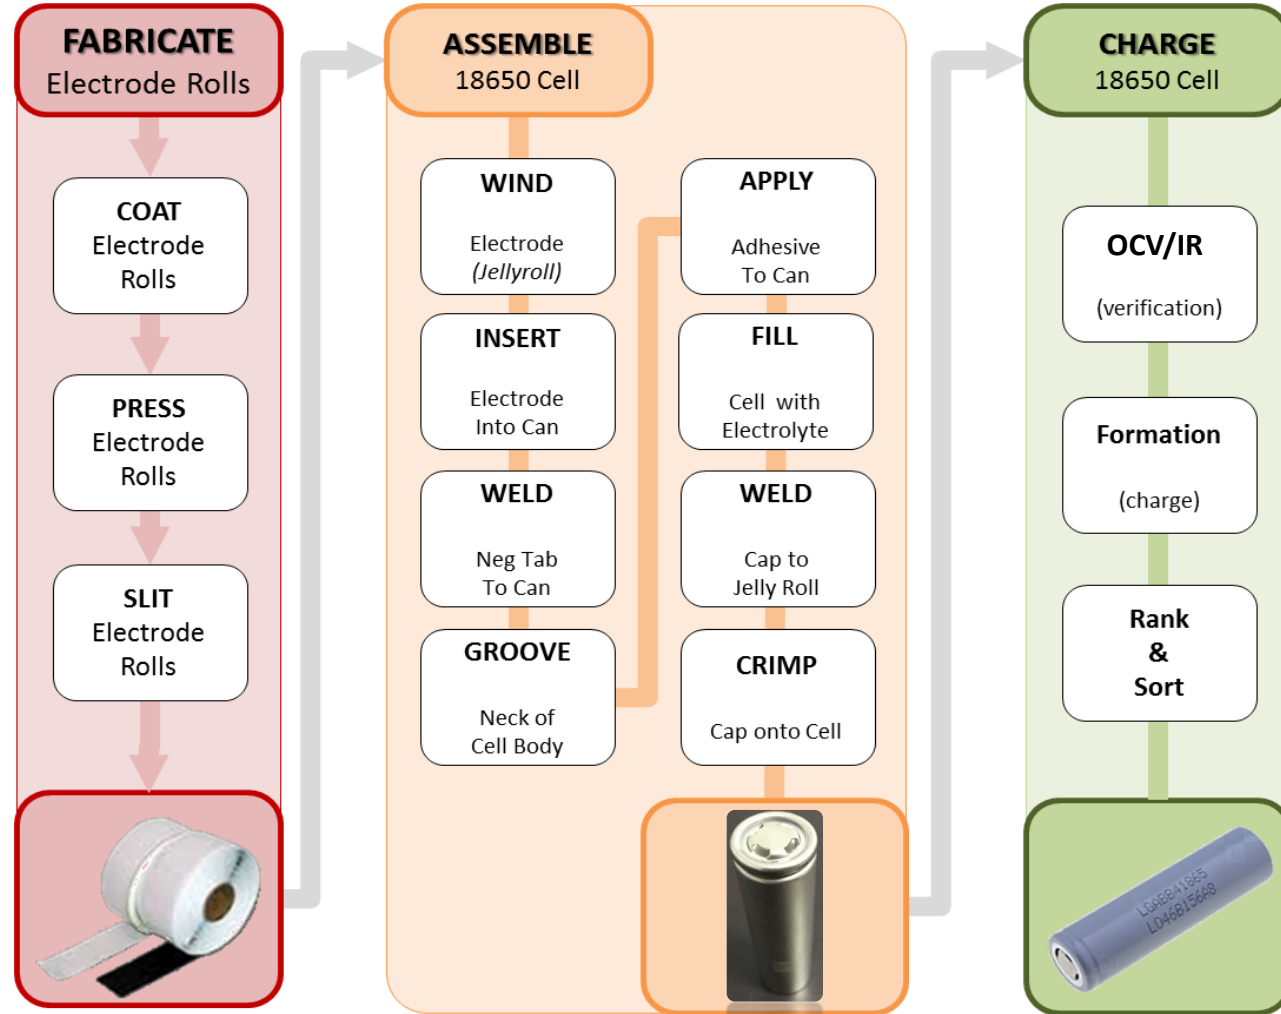 FABRICATE
Electrode Rolls
COAT
Electrode
Rolls
PRESS
Electrode
Rolls
SLIT
Electrode
Rolls
ASSEMBLE
18650 Cell
WIND
Electrode
(Jellyroll)
INSERT
Electrode
Into Can
WELD
Neg Tab
To Can
GROOVE
Neck of
Cell Body
APPLY
Adhesive
To Can
FILL
Cell with
Electrolyte
WELD
Cap to
Jelly Roll
CRIMP
Cap onto Cell
CHARGE
18650 Cell
OCV/IR
(verification)
Formation
(charge)
Rank
&
Sort
LGABB41865
LD46B156A8